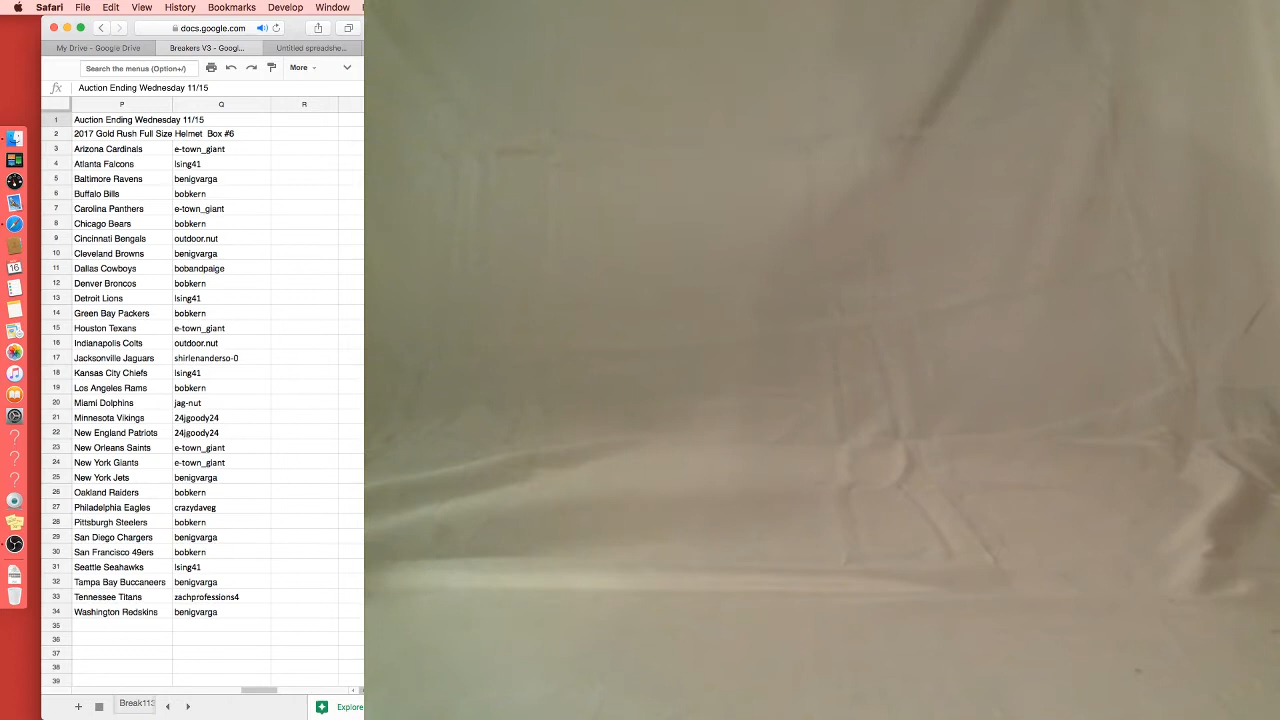 Safari File Edit View History Bookmarks Develop Window
docs.google.com
My Drive - Google Drive Breakers V3 - Googl... Untitled spreadshe...
Search the menus (Option+/) More
fx Auction Ending Wednesday 11/15
P Q R
1 Auction Ending Wednesday 11/15
2 2017 Gold Rush Full Size Helmet Box #6
3 Arizona Cardinals e-town_giant
4 Atlanta Falcons lsing41
5 Baltimore Ravens benigvarga
6 Buffalo Bills bobkern
7 Carolina Panthers e-town_giant
8 Chicago Bears bobkern
9 Cincinnati Bengals outdoor.nut
10 Cleveland Browns benigvarga
11 Dallas Cowboys bobandpaige
12 Denver Broncos bobkern
13 Detroit Lions lsing41
14 Green Bay Packers bobkern
15 Houston Texans e-town_giant
16 Indianapolis Colts outdoor.nut
17 Jacksonville Jaguars shirlenanderso-0
18 Kansas City Chiefs lsing41
19 Los Angeles Rams bobkern
20 Miami Dolphins jag-nut
21 Minnesota Vikings 24jgoody24
22 New England Patriots 24jgoody24
23 New Orleans Saints e-town_giant
24 New York Giants e-town_giant
25 New York Jets benigvarga
26 Oakland Raiders bobkern
27 Philadelphia Eagles crazydaveg
28 Pittsburgh Steelers bobkern
29 San Diego Chargers benigvarga
30 San Francisco 49ers bobkern
31 Seattle Seahawks lsing41
32 Tampa Bay Buccaneers benigvarga
33 Tennessee Titans zachprofessions4
34 Washington Redskins benigvarga
35
36
37
38
39
Break113
Explore